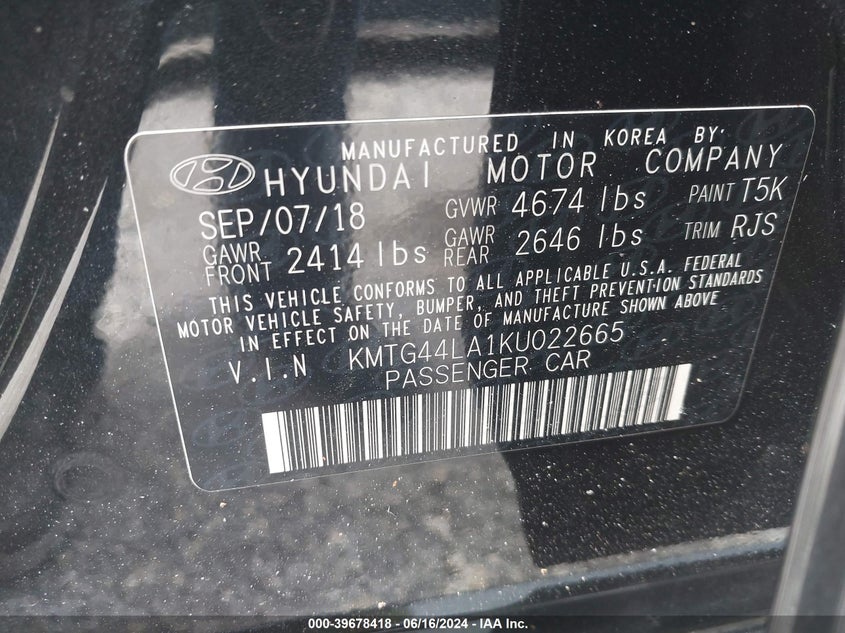 MANUFACTURED IN KOREA BY:
HYUNDAI MOTOR COMPANY
SEP/07/18 GVWR 4674 lbs PAINT T5K
GAWR FRONT 2414 lbs GAWR REAR 2646 lbs TRIM RJS
THIS VEHICLE CONFORMS TO ALL APPLICABLE U.S.A. FEDERAL
MOTOR VEHICLE SAFETY, BUMPER, AND THEFT PREVENTION STANDARDS
IN EFFECT ON THE DATE OF MANUFACTURE SHOWN ABOVE
V.I.N KMTG44LA1KU022665
PASSENGER CAR
000-39678418 - 06/16/2024 - IAA Inc.